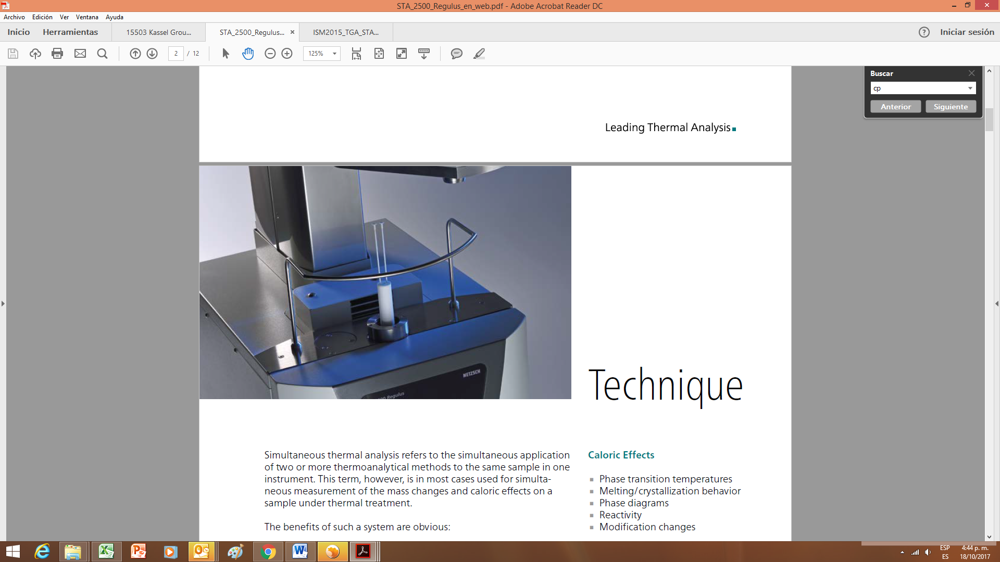 STA_2500_Regulus_en_web.pdf - Adobe Acrobat Reader DC
Archivo Edición Ver Ventana Ayuda
Inicio Herramientas 15503 Kassel Grou... STA_2500_Regulus... ISM2015_TGA_STA... Iniciar sesión
2 / 12 125%
Buscar
cp
Anterior Siguiente
Leading Thermal Analysis
NETZSCH
Regulus
Technique
Simultaneous thermal analysis refers to the simultaneous application
of two or more thermoanalytical methods to the same sample in one
instrument. This term, however, is in most cases used for simulta-
neous measurement of the mass changes and caloric effects on a
sample under thermal treatment.
The benefits of such a system are obvious:
Caloric Effects
Phase transition temperatures
Melting/crystallization behavior
Phase diagrams
Reactivity
Modification changes
ESP 4:44 p. m.
ES 18/10/2017